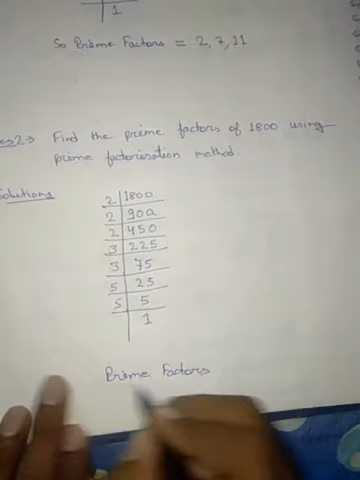 1
So Prime Factors = 2, 7, 11
Find the prime factors of 1800 using
prime factorisation method.
Solutions
2 1800
2 900
2 450
3 225
3 75
5 25
5 5
1
Prime Factors